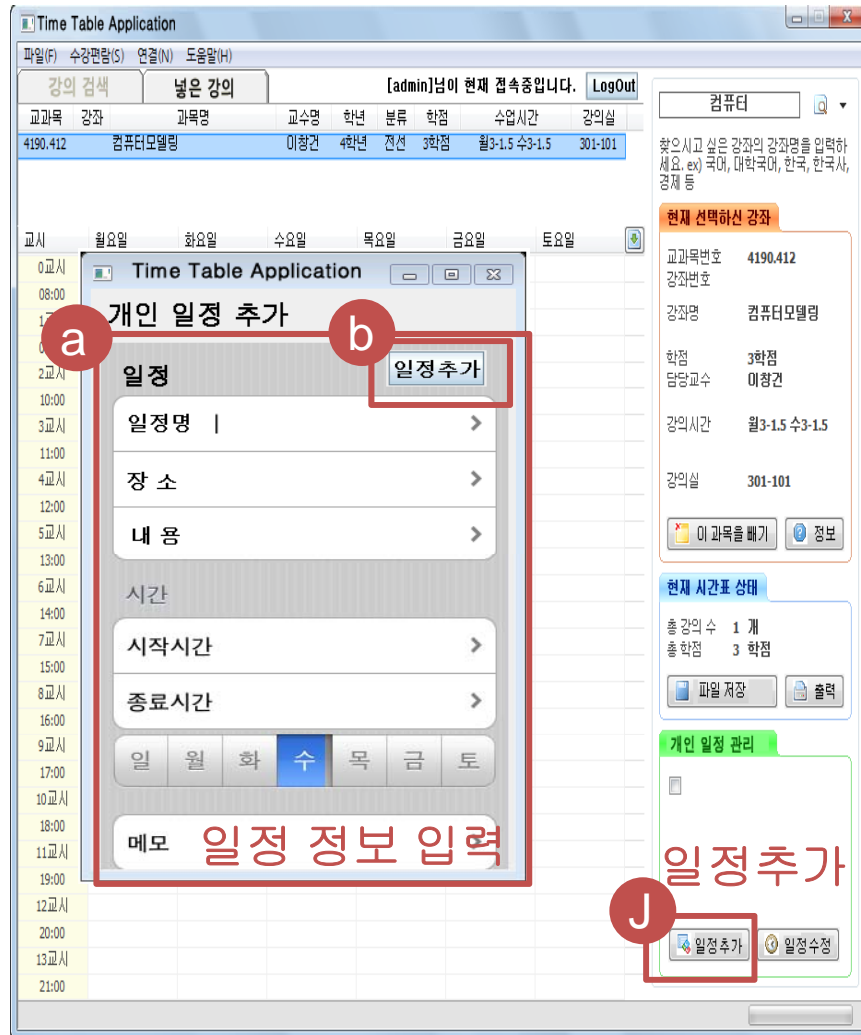 Time Table Application
파일(F) 수강편람(S) 연결(N) 도움말(H)
강의 검색 넣은 강의 [admin]님이 현재 접속중입니다. LogOut
교과목 강좌 과목명 교수명 학년 분류 학점 수업시간 강의실
4190.412 컴퓨터모델링 이창건 4학년 전선 3학점 월3-1.5 수3-1.5 301-101
교시 월요일 화요일 수요일 목요일 금요일 토요일
0교시
08:00
2교시
10:00
3교시
11:00
4교시
12:00
5교시
13:00
6교시
14:00
7교시
15:00
8교시
16:00
9교시
17:00
10교시
18:00
11교시
19:00
12교시
20:00
13교시
21:00
Time Table Application
개인 일정 추가
a
b
일정 일정추가
일정명
장 소
내 용
시간
시작시간
종료시간
일 월 화 수 목 금 토
메모
일정 정보 입력
컴퓨터
찾으시고 싶은 강좌의 강좌명을 입력하
세요. ex) 국어, 대학국어, 한국, 한국사,
경제 등
현재 선택하신 강좌
교과목번호 4190.412
강좌번호
강좌명 컴퓨터모델링
학점 3학점
담당교수 이창건
강의시간 월3-1.5 수3-1.5
강의실 301-101
이 과목을 빼기 정보
현재 시간표 상태
총 강의 수 1 개
총 학점 3 학점
파일 저장 출력
개인 일정 관리
일정추가
J
일정추가 일정수정